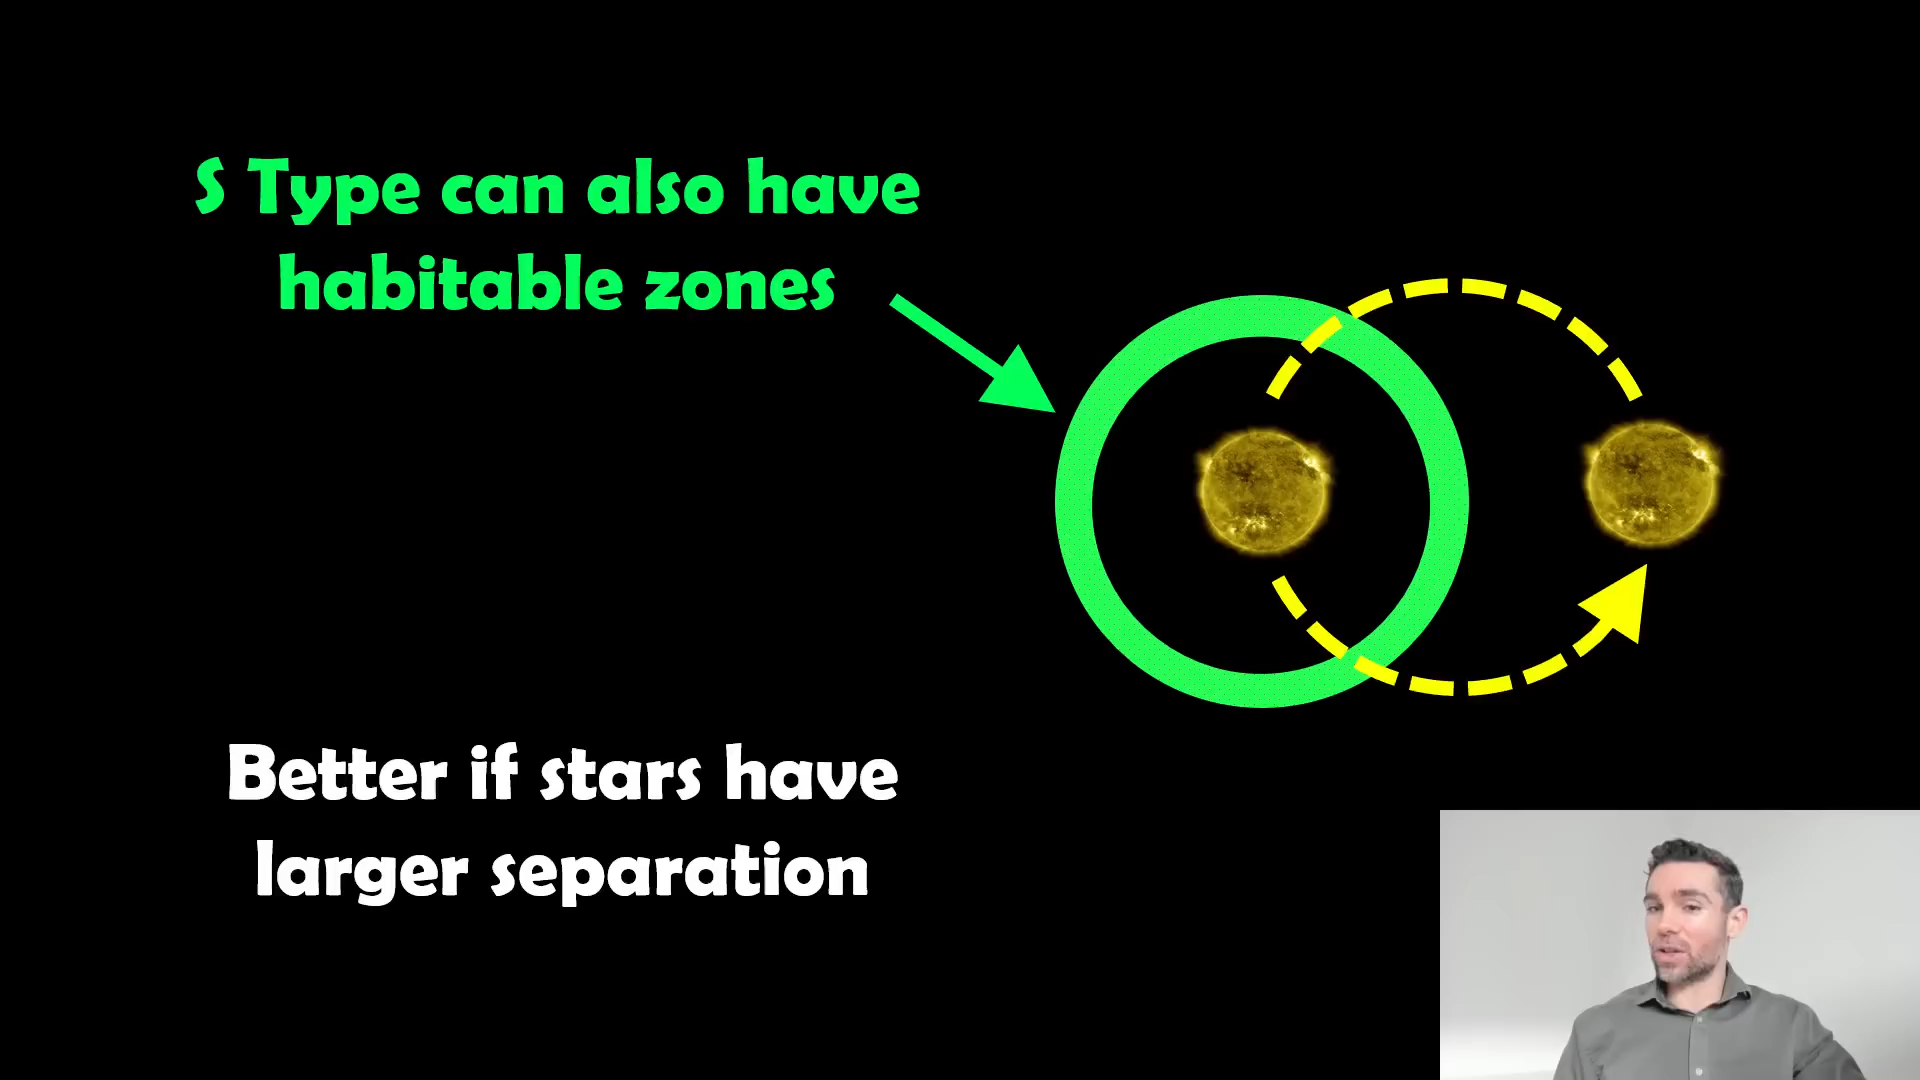 S Type can also have
habitable zones
Better if stars have
larger separation